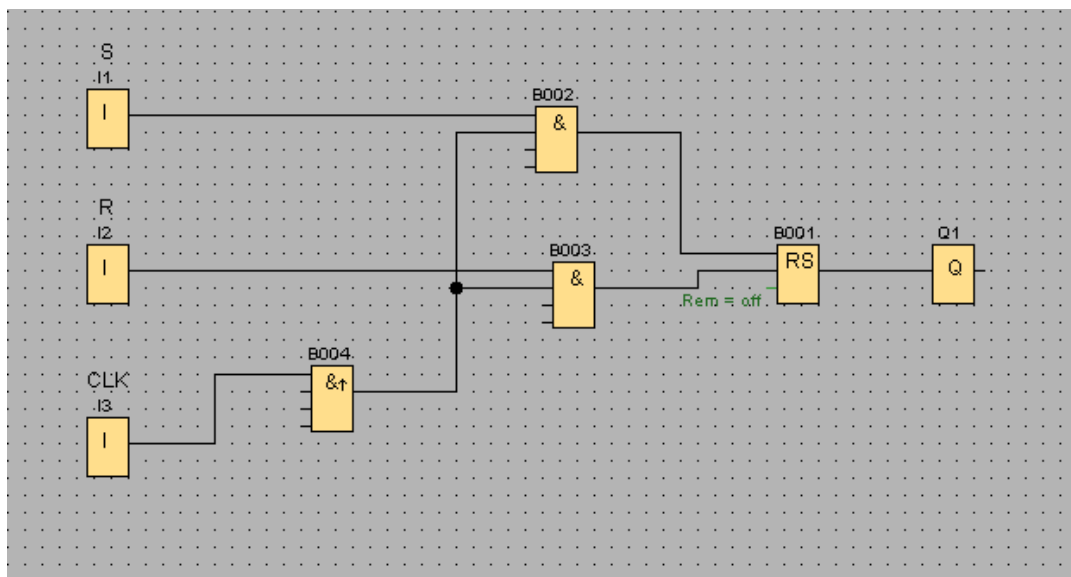 S
I1
I
B002
&
R
I2
I
B003
&
B001
RS
Rem = off
Q1
Q
B004
&↑
CLK
I3
I